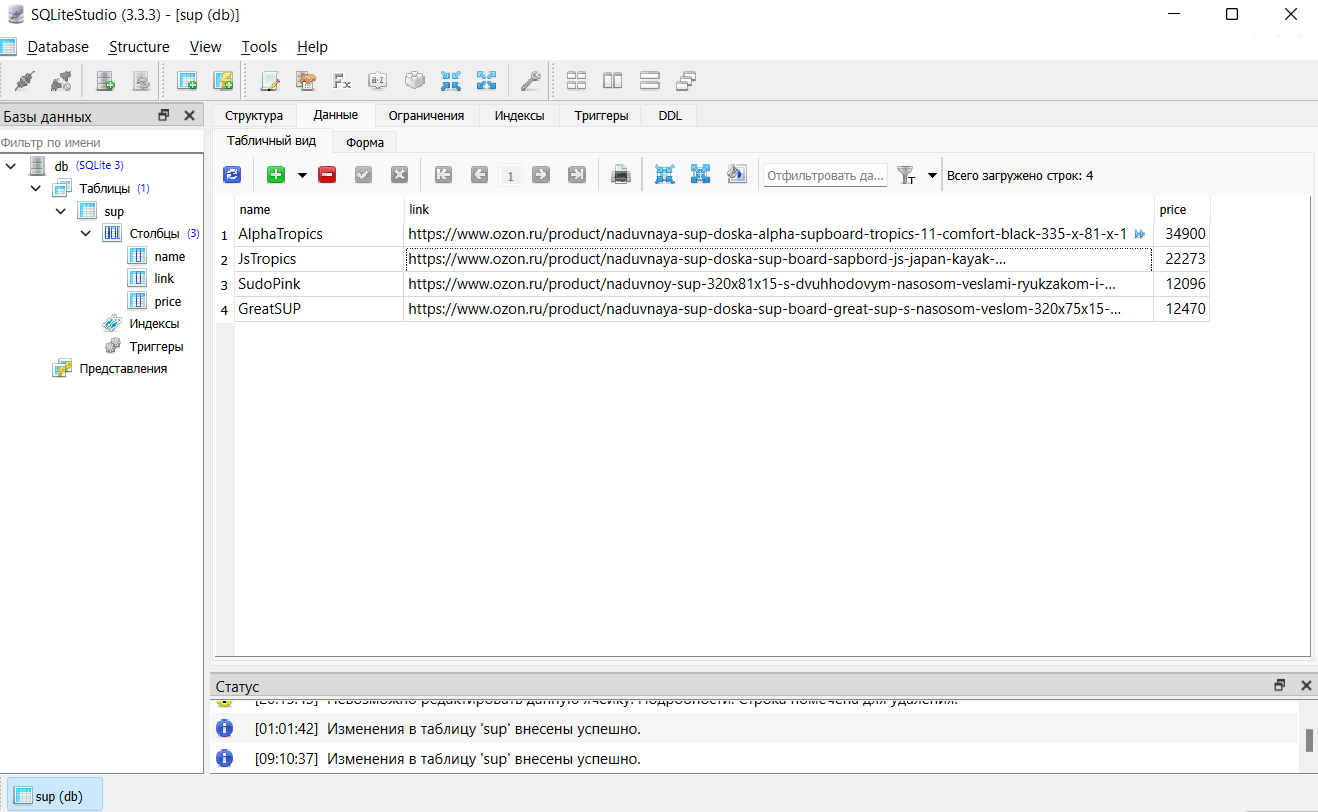 SQLiteStudio (3.3.3) - [sup (db)]
Database Structure View Tools Help
Базы данных
Фильтр по имени
db (SQLite 3)
Таблицы (1)
sup
Столбцы (3)
name
link
price
Индексы
Триггеры
Представления
Структура Данные Ограничения Индексы Триггеры DDL
Табличный вид Форма
1 Отфильтровать да... Всего загружено строк: 4
name link price
1 AlphaTropics https://www.ozon.ru/product/naduvnaya-sup-doska-alpha-supboard-tropics-11-comfort-black-335-x-81-x-1 34900
2 JsTropics https://www.ozon.ru/product/naduvnaya-sup-doska-sup-board-sapbord-js-japan-kayak-... 22273
3 SudoPink https://www.ozon.ru/product/naduvnoy-sup-320x81x15-s-dvuhhodovym-nasosom-veslami-ryukzakom-i-... 12096
4 GreatSUP https://www.ozon.ru/product/naduvnaya-sup-doska-sup-board-great-sup-s-nasosom-veslom-320x75x15-... 12470
Статус
Невозможно редактировать данную ячейку. Подробности: Строка помечена для удаления.
[01:01:42] Изменения в таблицу 'sup' внесены успешно.
[09:10:37] Изменения в таблицу 'sup' внесены успешно.
sup (db)